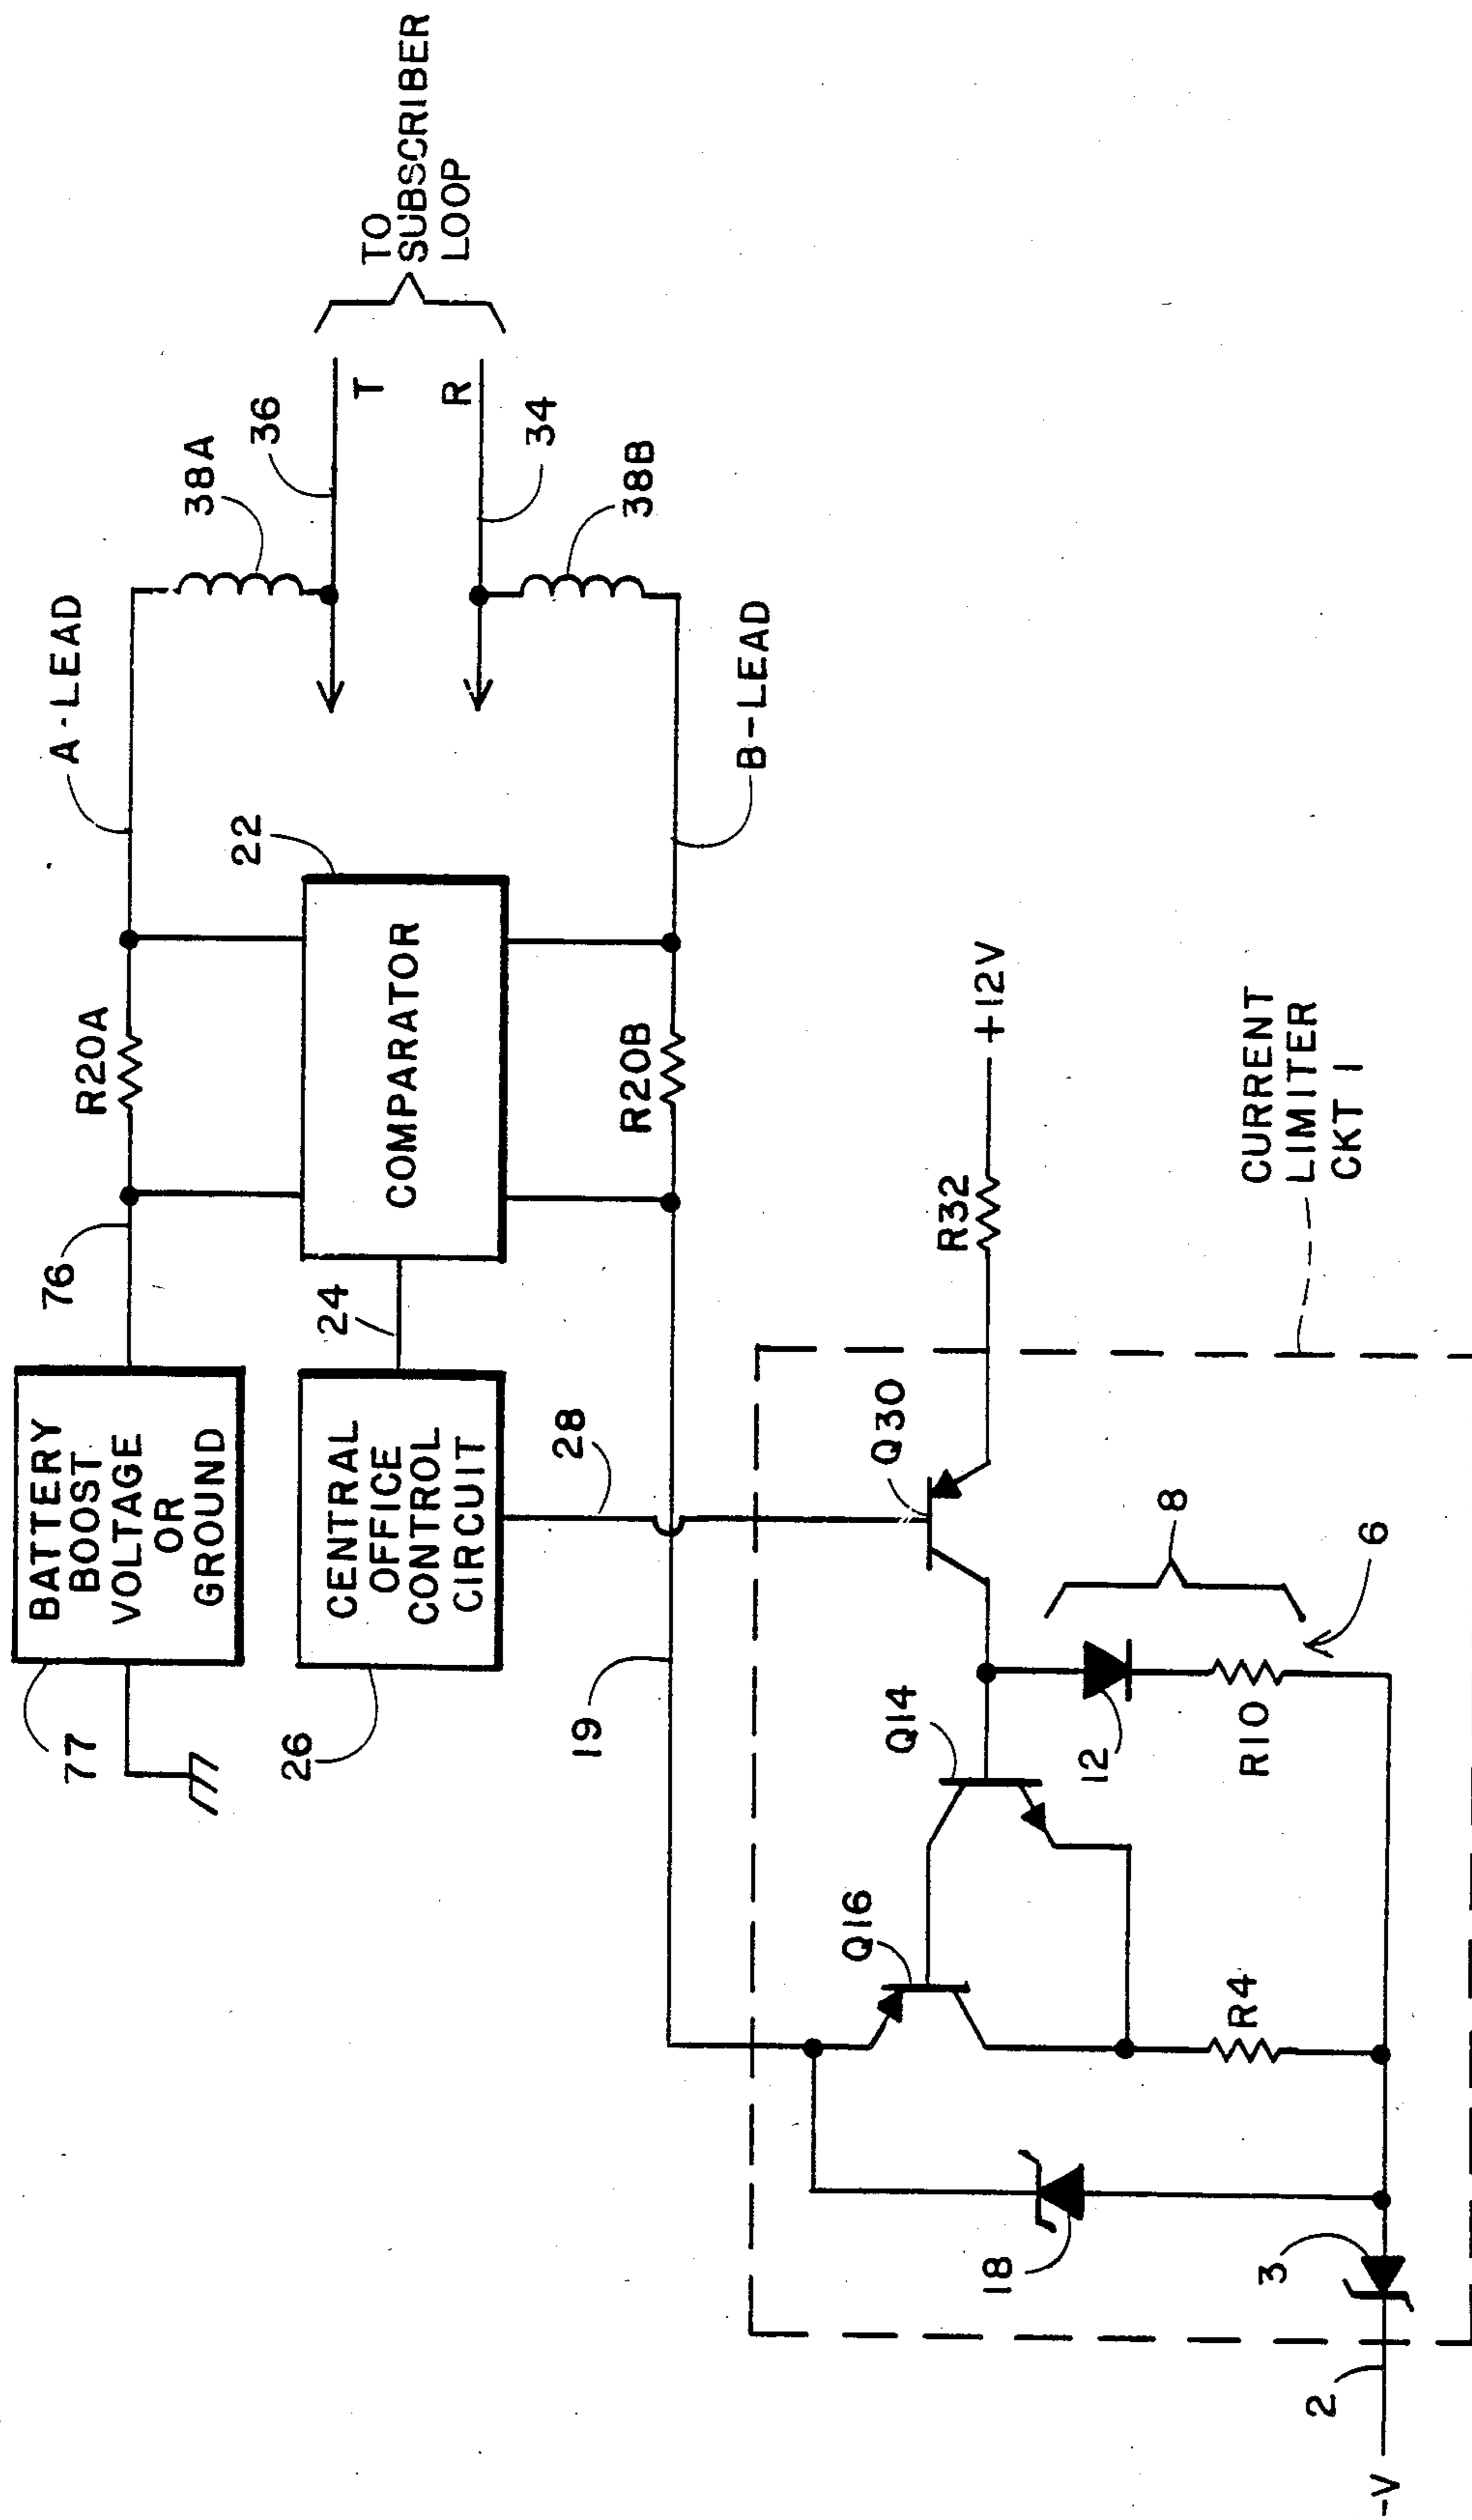 77
BATTERY
BOOST
VOLTAGE
OR
GROUND
76
R20A
A-LEAD
38A
36
T
TO
SUBSCRIBER
LOOP
R
34
38B
B-LEAD
22
COMPARATOR
24
26
CENTRAL
OFFICE
CONTROL
CIRCUIT
28
R20B
19
Q16
Q14
Q30
R32
+12V
8
6
12
R10
R4
18
3
2
-V
CURRENT
LIMITER
CKT 1